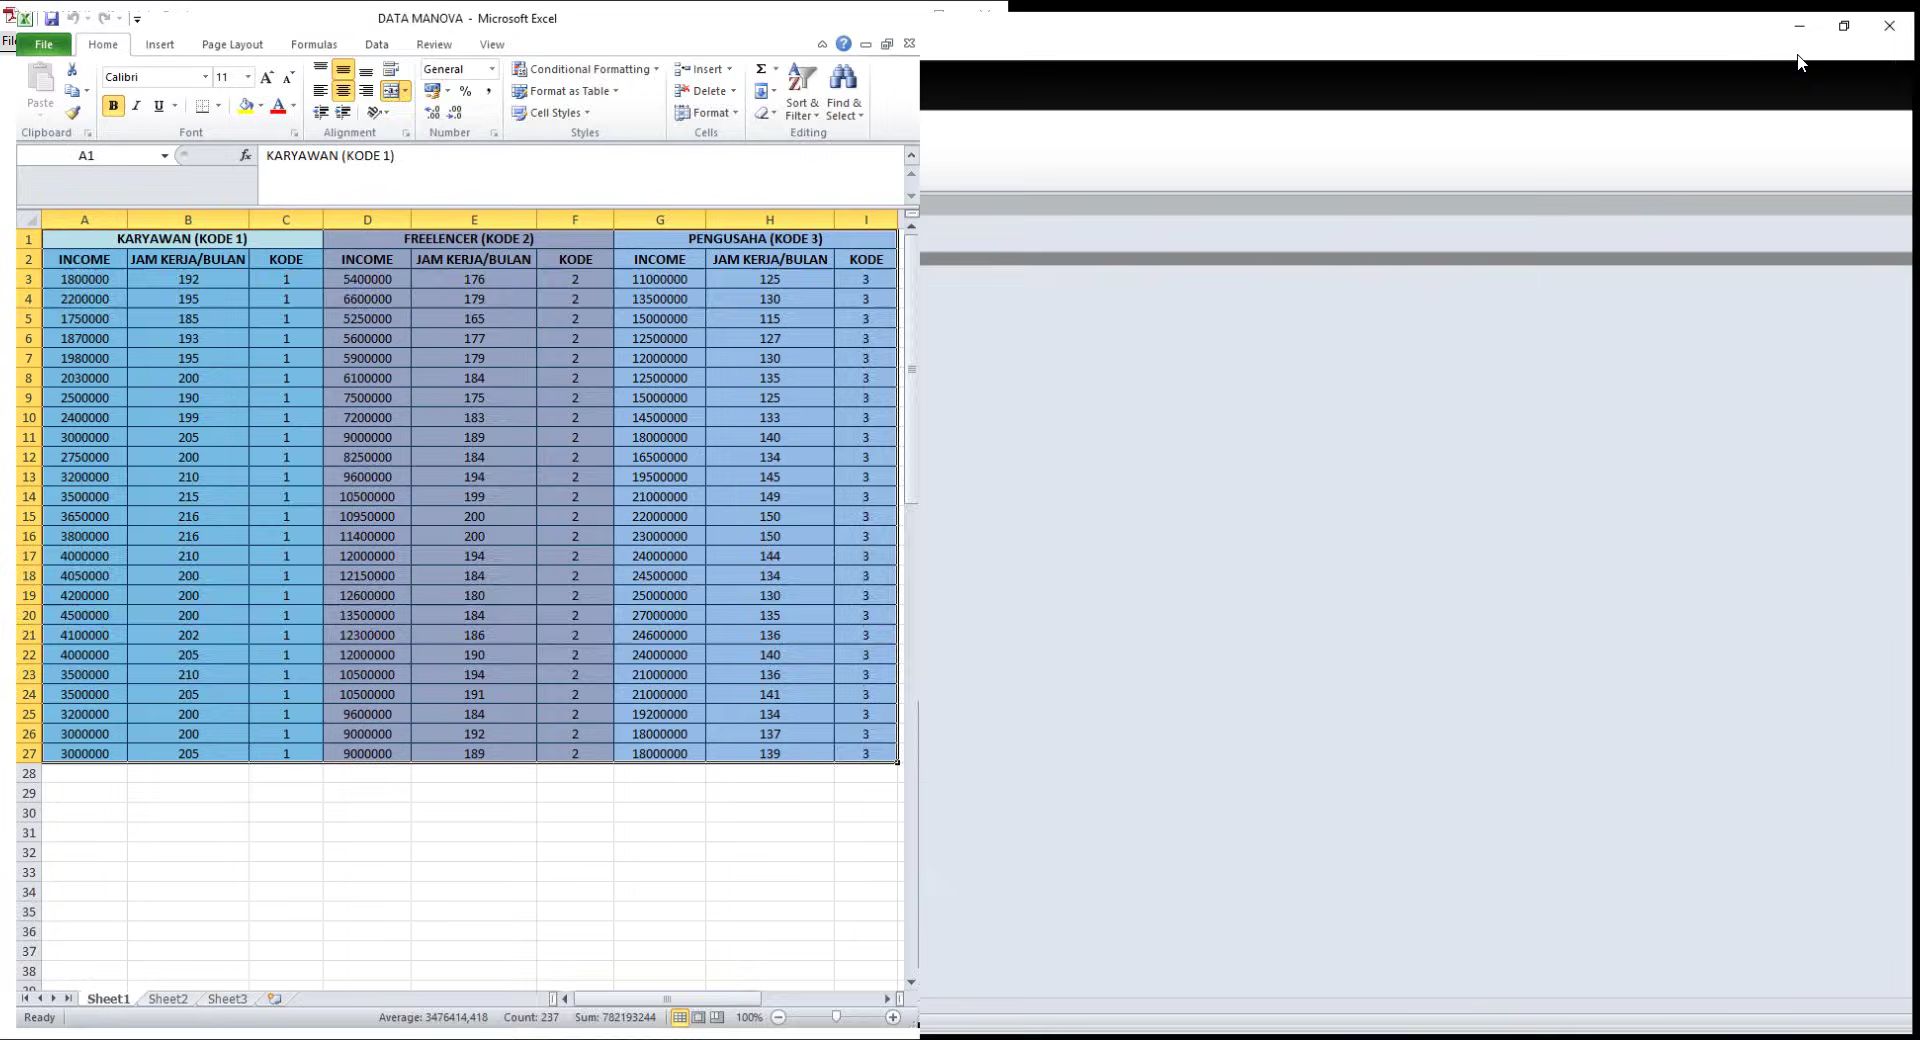 DATA MANOVA - Microsoft Excel
File Home Insert Page Layout Formulas Data Review View
Calibri 11 General Conditional Formatting Insert Σ
Paste % , Format as Table Delete Sort & Find &
B I U A Cell Styles Format Filter Select
Clipboard Font Alignment Number Styles Cells Editing
A1 fx KARYAWAN (KODE 1)
A B C D E F G H I
1 KARYAWAN (KODE 1) FREELENCER (KODE 2) PENGUSAHA (KODE 3)
2 INCOME JAM KERJA/BULAN KODE INCOME JAM KERJA/BULAN KODE INCOME JAM KERJA/BULAN KODE
3 1800000 192 1 5400000 176 2 11000000 125 3
4 2200000 195 1 6600000 179 2 13500000 130 3
5 1750000 185 1 5250000 165 2 15000000 115 3
6 1870000 193 1 5600000 177 2 12500000 127 3
7 1980000 195 1 5900000 179 2 12000000 130 3
8 2030000 200 1 6100000 184 2 12500000 135 3
9 2500000 190 1 7500000 175 2 15000000 125 3
10 2400000 199 1 7200000 183 2 14500000 133 3
11 3000000 205 1 9000000 189 2 18000000 140 3
12 2750000 200 1 8250000 184 2 16500000 134 3
13 3200000 210 1 9600000 194 2 19500000 145 3
14 3500000 215 1 10500000 199 2 21000000 149 3
15 3650000 216 1 10950000 200 2 22000000 150 3
16 3800000 216 1 11400000 200 2 23000000 150 3
17 4000000 210 1 12000000 194 2 24000000 144 3
18 4050000 200 1 12150000 184 2 24500000 134 3
19 4200000 200 1 12600000 180 2 25000000 130 3
20 4500000 200 1 13500000 184 2 27000000 135 3
21 4100000 202 1 12300000 186 2 24600000 136 3
22 4000000 205 1 12000000 190 2 24000000 140 3
23 3500000 210 1 10500000 194 2 21000000 136 3
24 3500000 205 1 10500000 191 2 21000000 141 3
25 3200000 200 1 9600000 184 2 19200000 134 3
26 3000000 200 1 9000000 192 2 18000000 137 3
27 3000000 205 1 9000000 189 2 18000000 139 3
28
29
30
31
32
33
34
35
36
37
38
Sheet1 Sheet2 Sheet3
Ready Average: 3476414,418 Count: 237 Sum: 782193244 100%